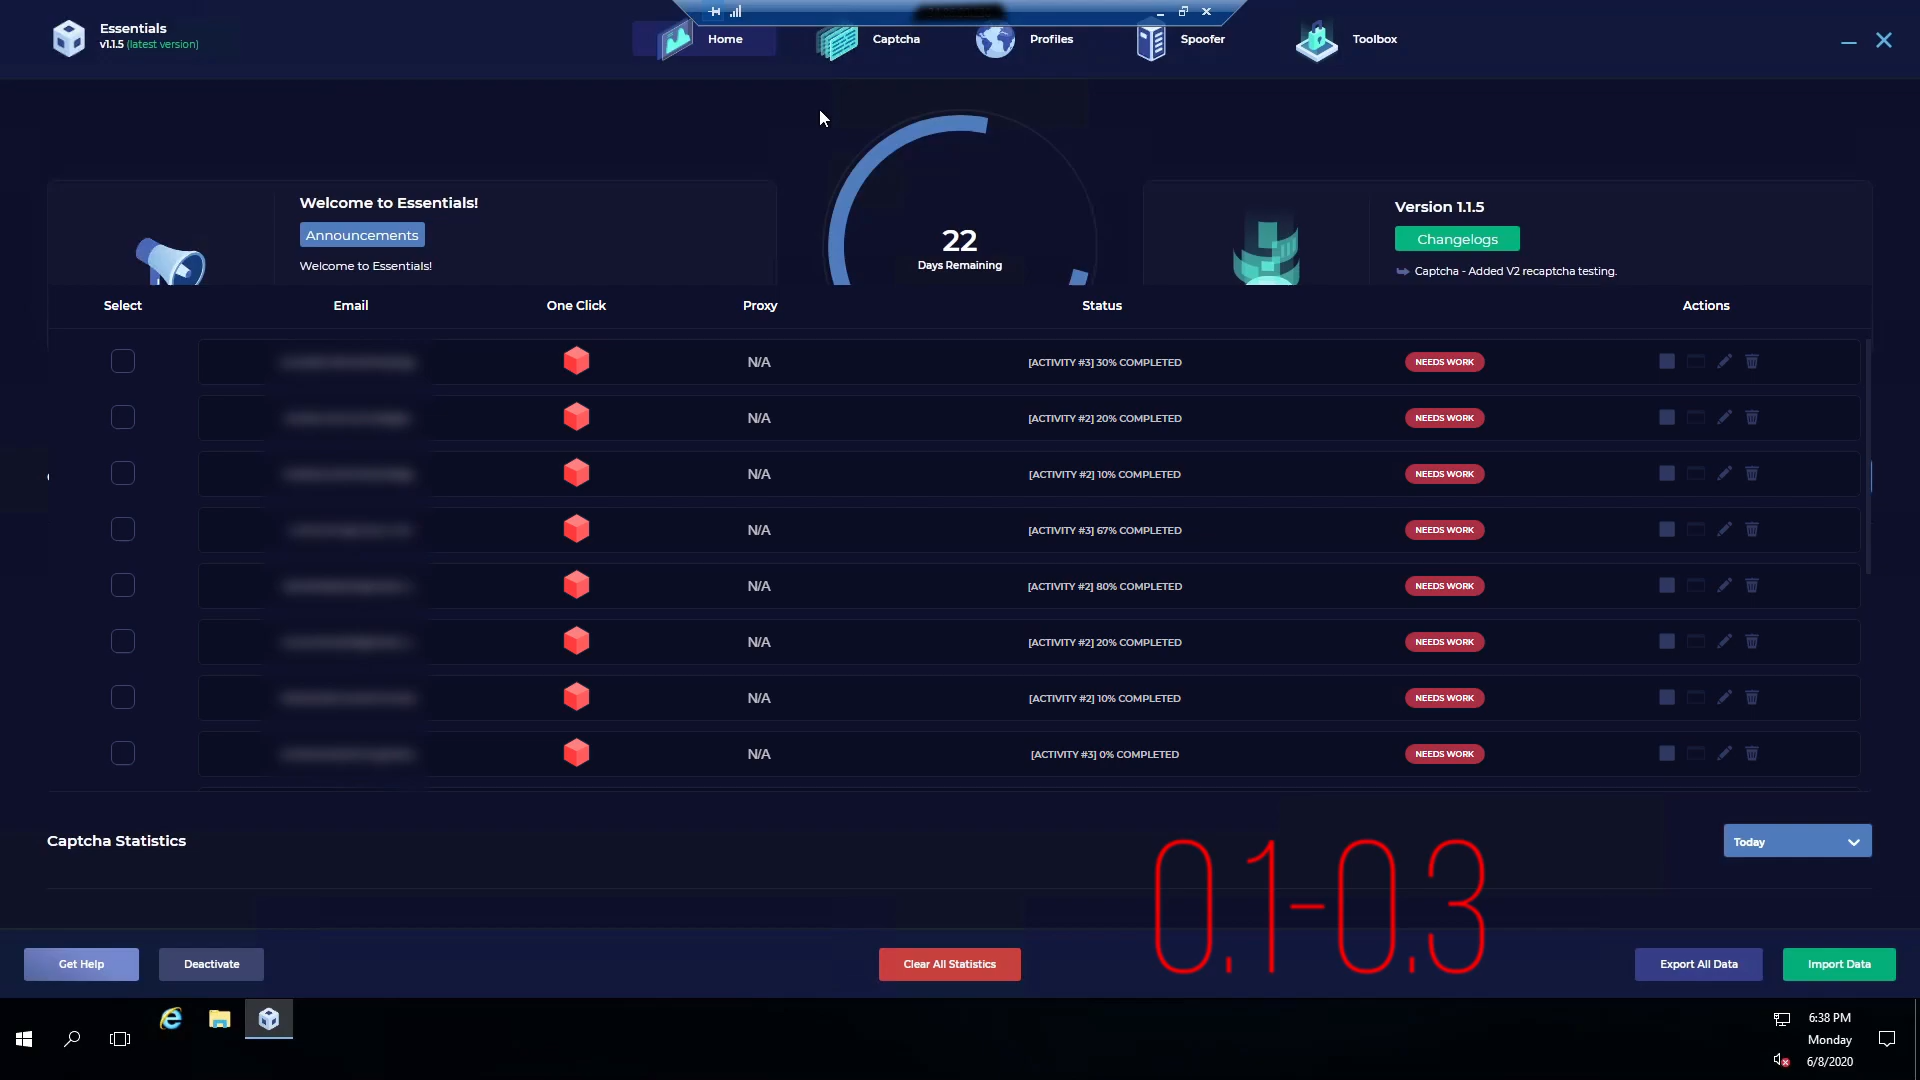 Essentials
v1.1.5 (latest version)
Home
Captcha
Profiles
Spoofer
Toolbox
Welcome to Essentials!
Announcements
Welcome to Essentials!
22
Days Remaining
Version 1.1.5
Changelogs
Captcha - Added V2 recaptcha testing.
Select Email One Click Proxy Status Actions
N/A [ACTIVITY #3] 30% COMPLETED NEEDS WORK
N/A [ACTIVITY #2] 20% COMPLETED NEEDS WORK
N/A [ACTIVITY #2] 10% COMPLETED NEEDS WORK
N/A [ACTIVITY #3] 67% COMPLETED NEEDS WORK
N/A [ACTIVITY #2] 80% COMPLETED NEEDS WORK
N/A [ACTIVITY #2] 20% COMPLETED NEEDS WORK
N/A [ACTIVITY #2] 10% COMPLETED NEEDS WORK
N/A [ACTIVITY #3] 0% COMPLETED NEEDS WORK
Captcha Statistics
Today
0.1-0.3
Get Help
Deactivate
Clear All Statistics
Export All Data
Import Data
6:38 PM
Monday
6/8/2020